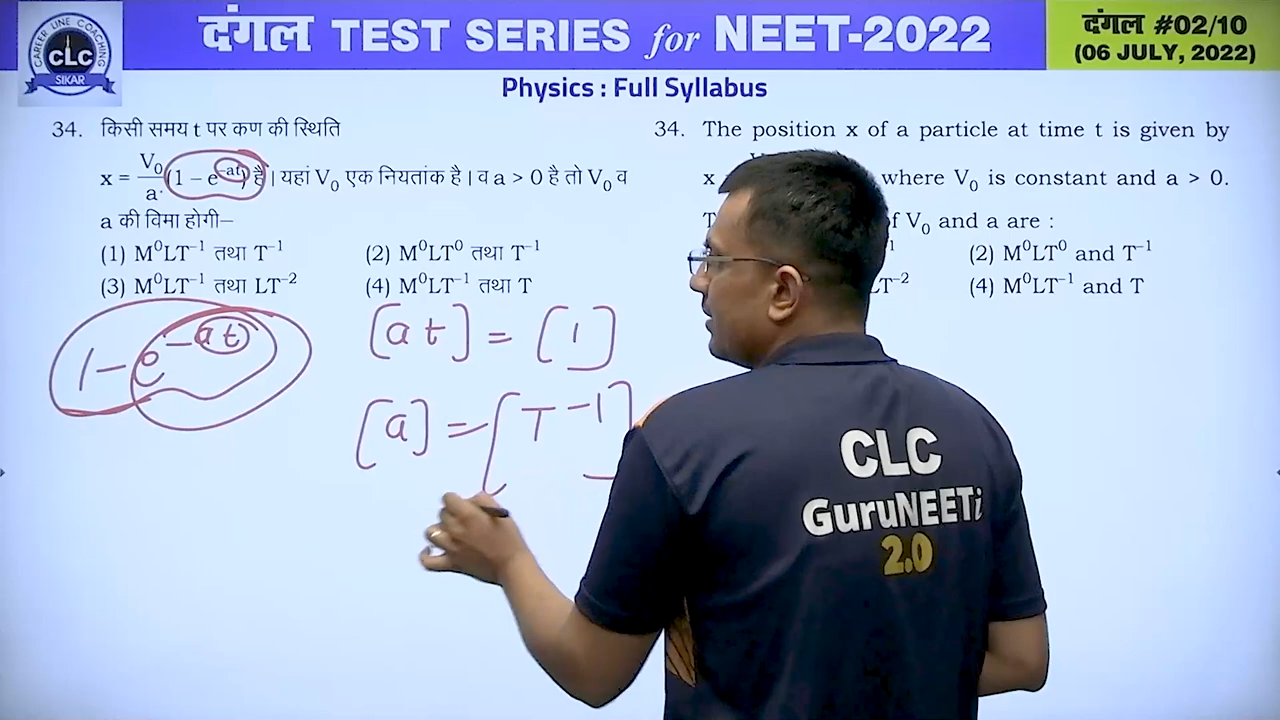 CAREER LINE COACHING
CLC
SIKAR
दंगल TEST SERIES for NEET-2022
दंगल #02/10
(06 JULY, 2022)
Physics : Full Syllabus
34. किसी समय t पर कण की स्थिति
x = V₀/a (1 – e^–at) है। यहां V₀ एक नियतांक है। व a > 0 है तो V₀ व
a की विमा होगी–
(1) M⁰LT⁻¹ तथा T⁻¹
(2) M⁰LT⁰ तथा T⁻¹
(3) M⁰LT⁻¹ तथा LT⁻²
(4) M⁰LT⁻¹ तथा T
34. The position x of a particle at time t is given by
x where V₀ is constant and a > 0.
of V₀ and a are :
(2) M⁰LT⁰ and T⁻¹
LT⁻²
(4) M⁰LT⁻¹ and T
1 – e^–at
[at] = [1]
[a] = [T⁻¹]
CLC
GuruNEETi
2.0